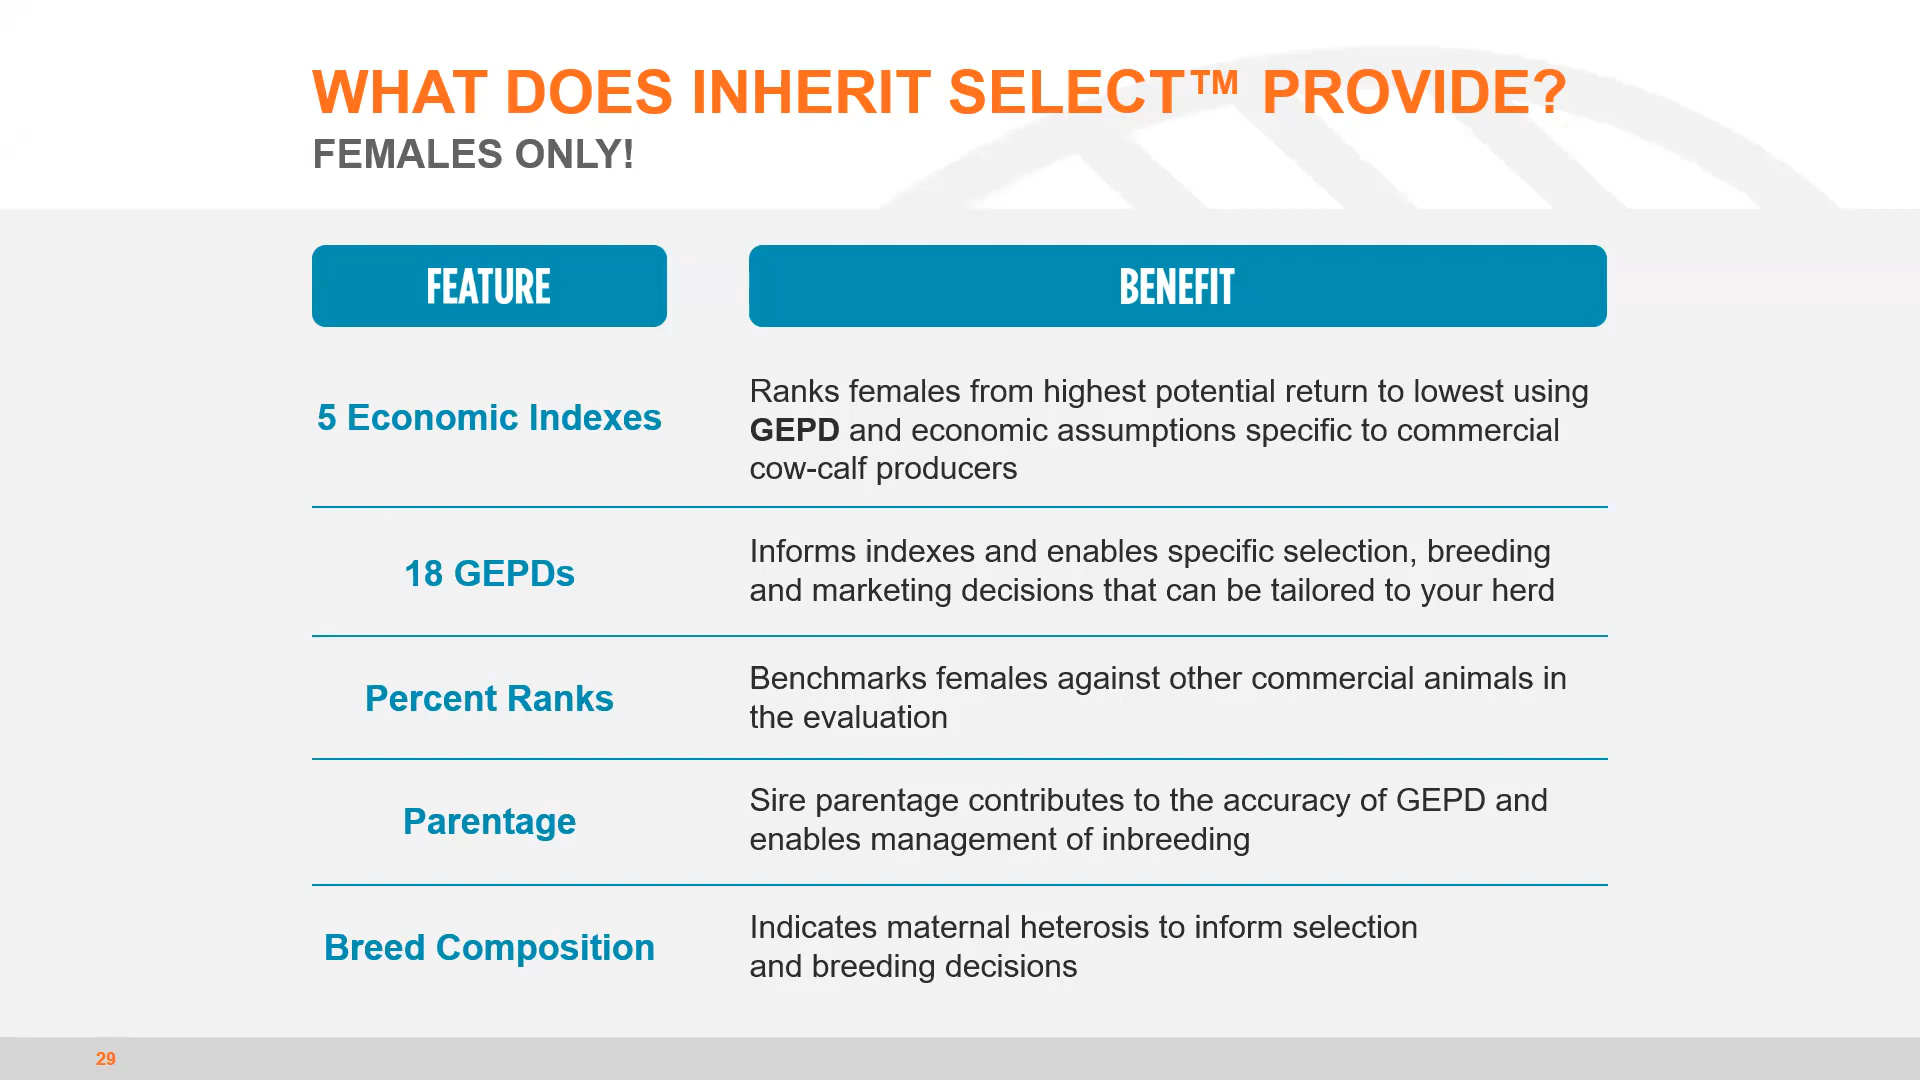 WHAT DOES INHERIT SELECT™ PROVIDE?
FEMALES ONLY!
FEATURE
BENEFIT
5 Economic Indexes
Ranks females from highest potential return to lowest using
GEPD and economic assumptions specific to commercial
cow-calf producers
18 GEPDs
Informs indexes and enables specific selection, breeding
and marketing decisions that can be tailored to your herd
Percent Ranks
Benchmarks females against other commercial animals in
the evaluation
Parentage
Sire parentage contributes to the accuracy of GEPD and
enables management of inbreeding
Breed Composition
Indicates maternal heterosis to inform selection
and breeding decisions
29